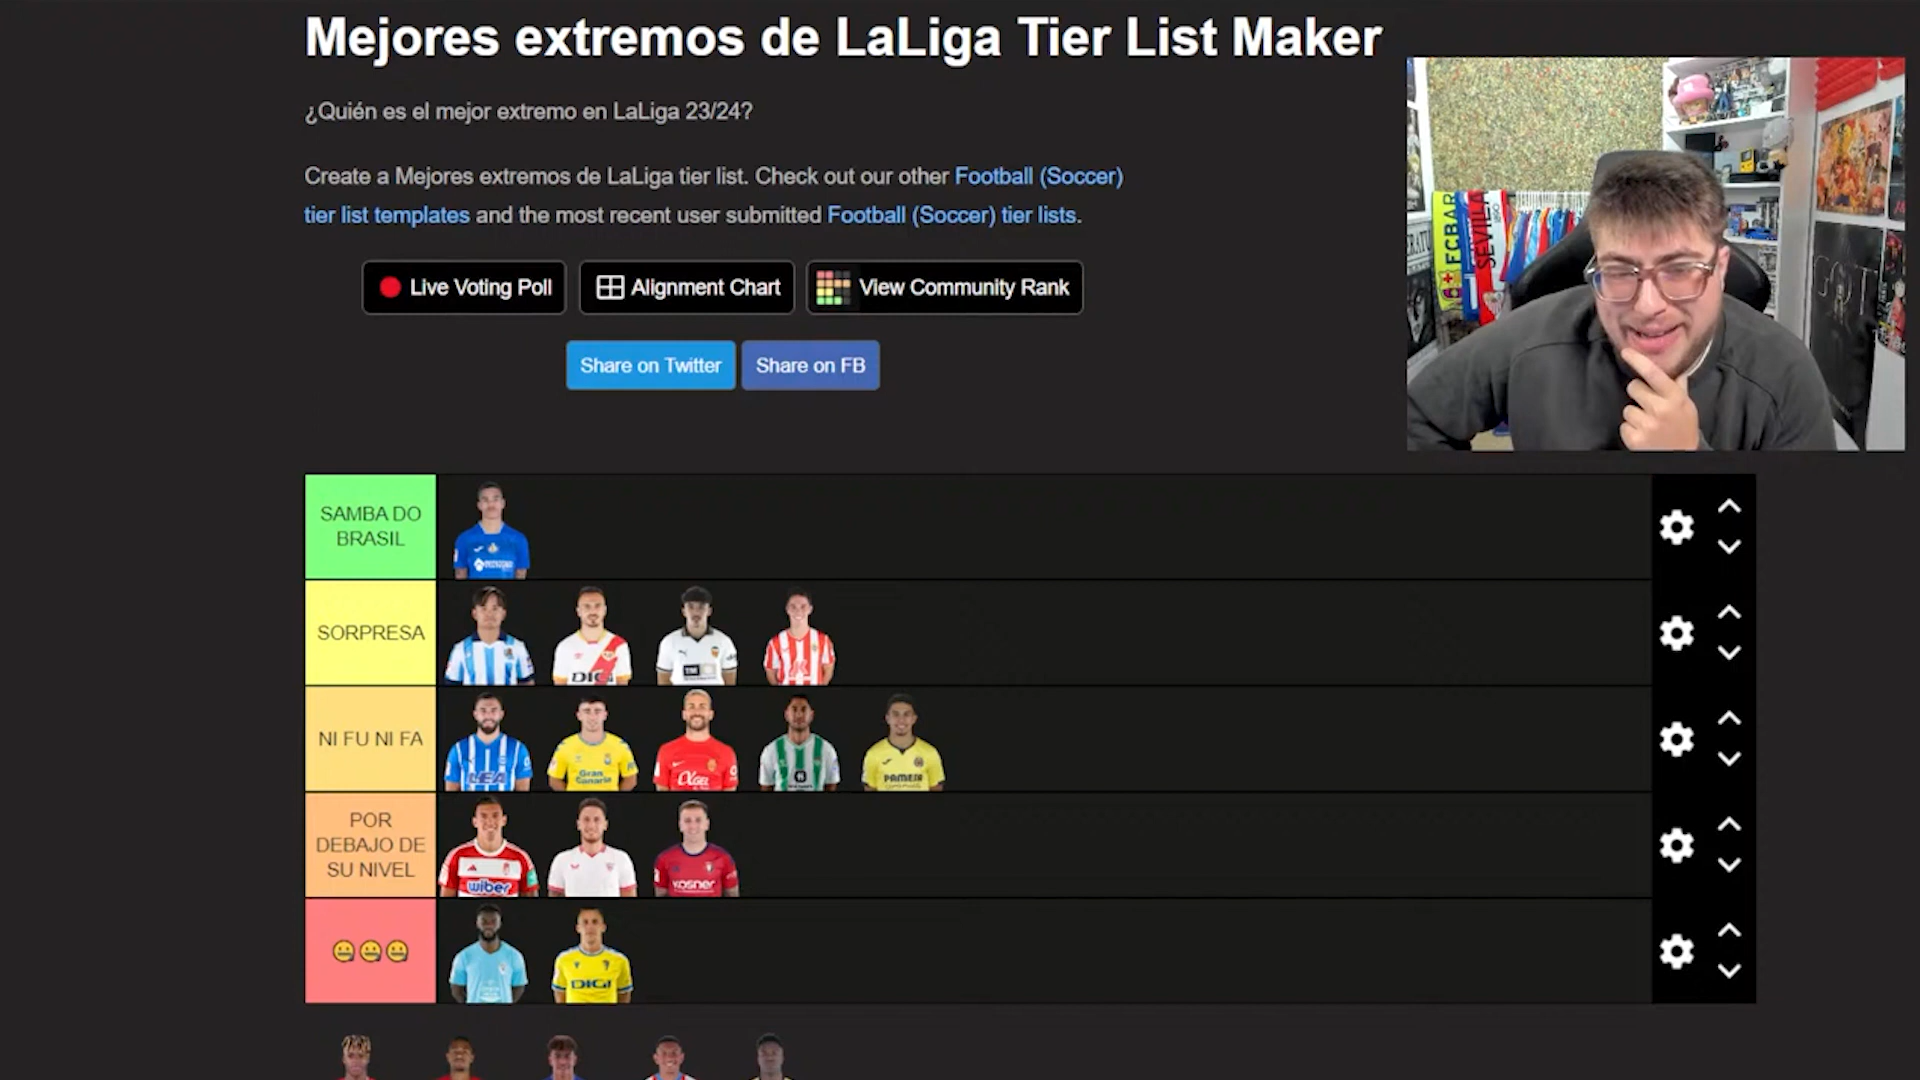 Mejores extremos de LaLiga Tier List Maker
¿Quién es el mejor extremo en LaLiga 23/24?
Create a Mejores extremos de LaLiga tier list. Check out our other Football (Soccer)
tier list templates and the most recent user submitted Football (Soccer) tier lists.
Live Voting Poll
Alignment Chart
View Community Rank
Share on Twitter
Share on FB
FCBAR
SEVILLA
SAMBA DO
BRASIL
SORPRESA
DIGI
NI FU NI FA
LEA
Gran
Canaria
PAMESA
POR
DEBAJO DE
SU NIVEL
wiber
KOSNER
DIGI